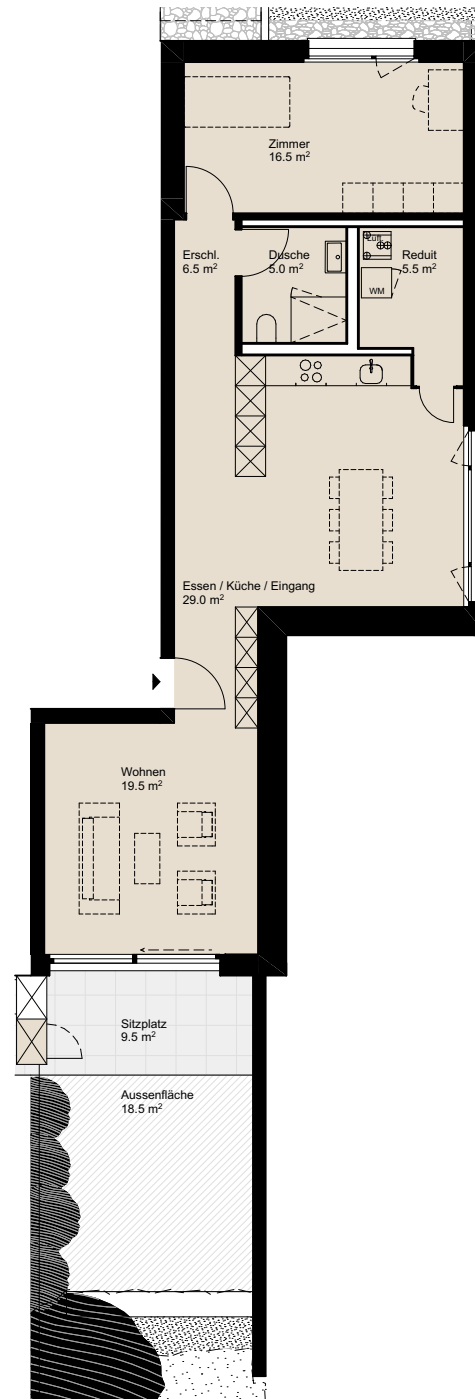 Zimmer
16.5 m²
Erschl.
6.5 m²
Dusche
5.0 m²
Lüft.
Reduit
5.5 m²
WM
Essen / Küche / Eingang
29.0 m²
Wohnen
19.5 m²
Sitzplatz
9.5 m²
Aussenfläche
18.5 m²